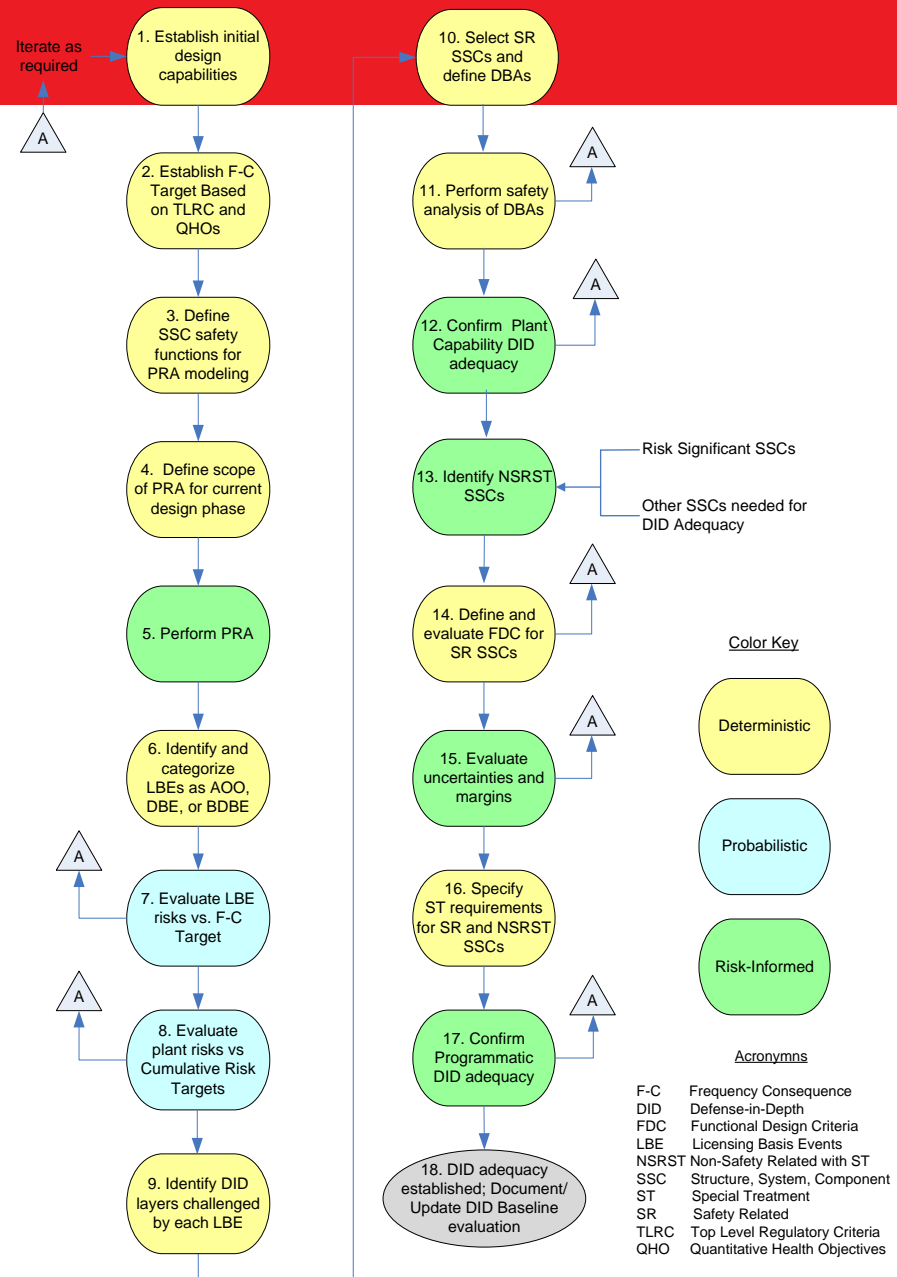 Iterate as
required
A
1. Establish initial
design
capabilities
2. Establish F-C
Target Based
on TLRC and
QHOs
3. Define
SSC safety
functions for
PRA modeling
4. Define scope
of PRA for current
design phase
5. Perform PRA
6. Identify and
categorize
LBEs as AOO,
DBE, or BDBE
A
7. Evaluate LBE
risks vs. F-C
Target
A
8. Evaluate
plant risks vs
Cumulative Risk
Targets
9. Identify DID
layers challenged
by each LBE
10. Select SR
SSCs and
define DBAs
A
11. Perform safety
analysis of DBAs
A
12. Confirm Plant
Capability DID
adequacy
13. Identify NSRST
SSCs
Risk Significant SSCs
Other SSCs needed for
DID Adequacy
A
14. Define and
evaluate FDC for
SR SSCs
A
15. Evaluate
uncertainties and
margins
16. Specify
ST requirements
for SR and NSRST
SSCs
A
17. Confirm
Programmatic
DID adequacy
18. DID adequacy
established; Document/
Update DID Baseline
evaluation
Color Key
Deterministic
Probabilistic
Risk-Informed
Acronymns
F-C Frequency Consequence
DID Defense-in-Depth
FDC Functional Design Criteria
LBE Licensing Basis Events
NSRST Non-Safety Related with ST
SSC Structure, System, Component
ST Special Treatment
SR Safety Related
TLRC Top Level Regulatory Criteria
QHO Quantitative Health Objectives